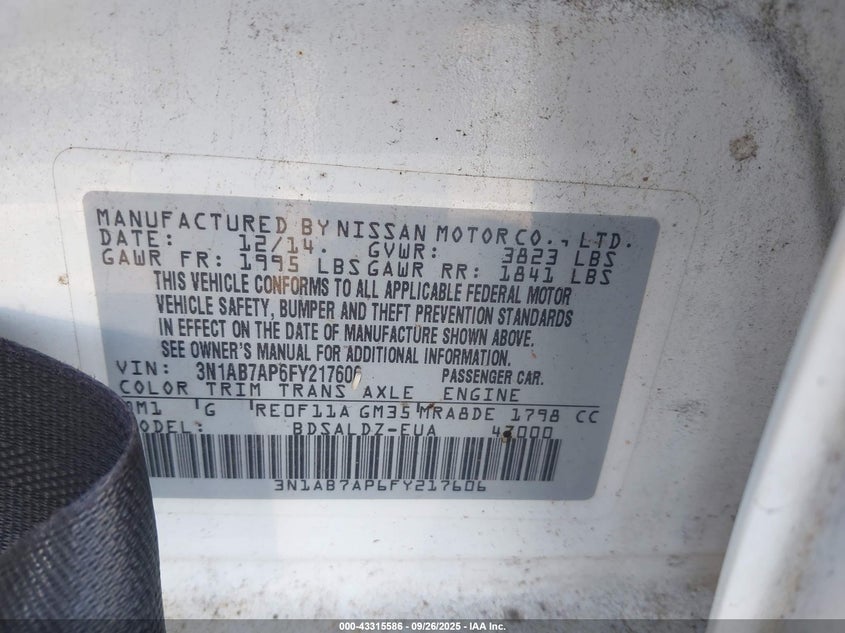 MANUFACTURED BY NISSAN MOTOR CO., LTD.
DATE: 12/14. GVWR: 3823 LBS
GAWR FR: 1995 LBS GAWR RR: 1841 LBS
THIS VEHICLE CONFORMS TO ALL APPLICABLE FEDERAL MOTOR
VEHICLE SAFETY, BUMPER AND THEFT PREVENTION STANDARDS
IN EFFECT ON THE DATE OF MANUFACTURE SHOWN ABOVE.
SEE OWNER'S MANUAL FOR ADDITIONAL INFORMATION.
VIN: 3N1AB7AP6FY217606 PASSENGER CAR.
COLOR TRIM TRANS AXLE ENGINE
QM1 G RE0F11A GM35 MRA8DE 1798 CC
MODEL: BDSALDZ-EUA 43000
3N1AB7AP6FY217606
000-43315586 - 09/26/2025 - IAA Inc.